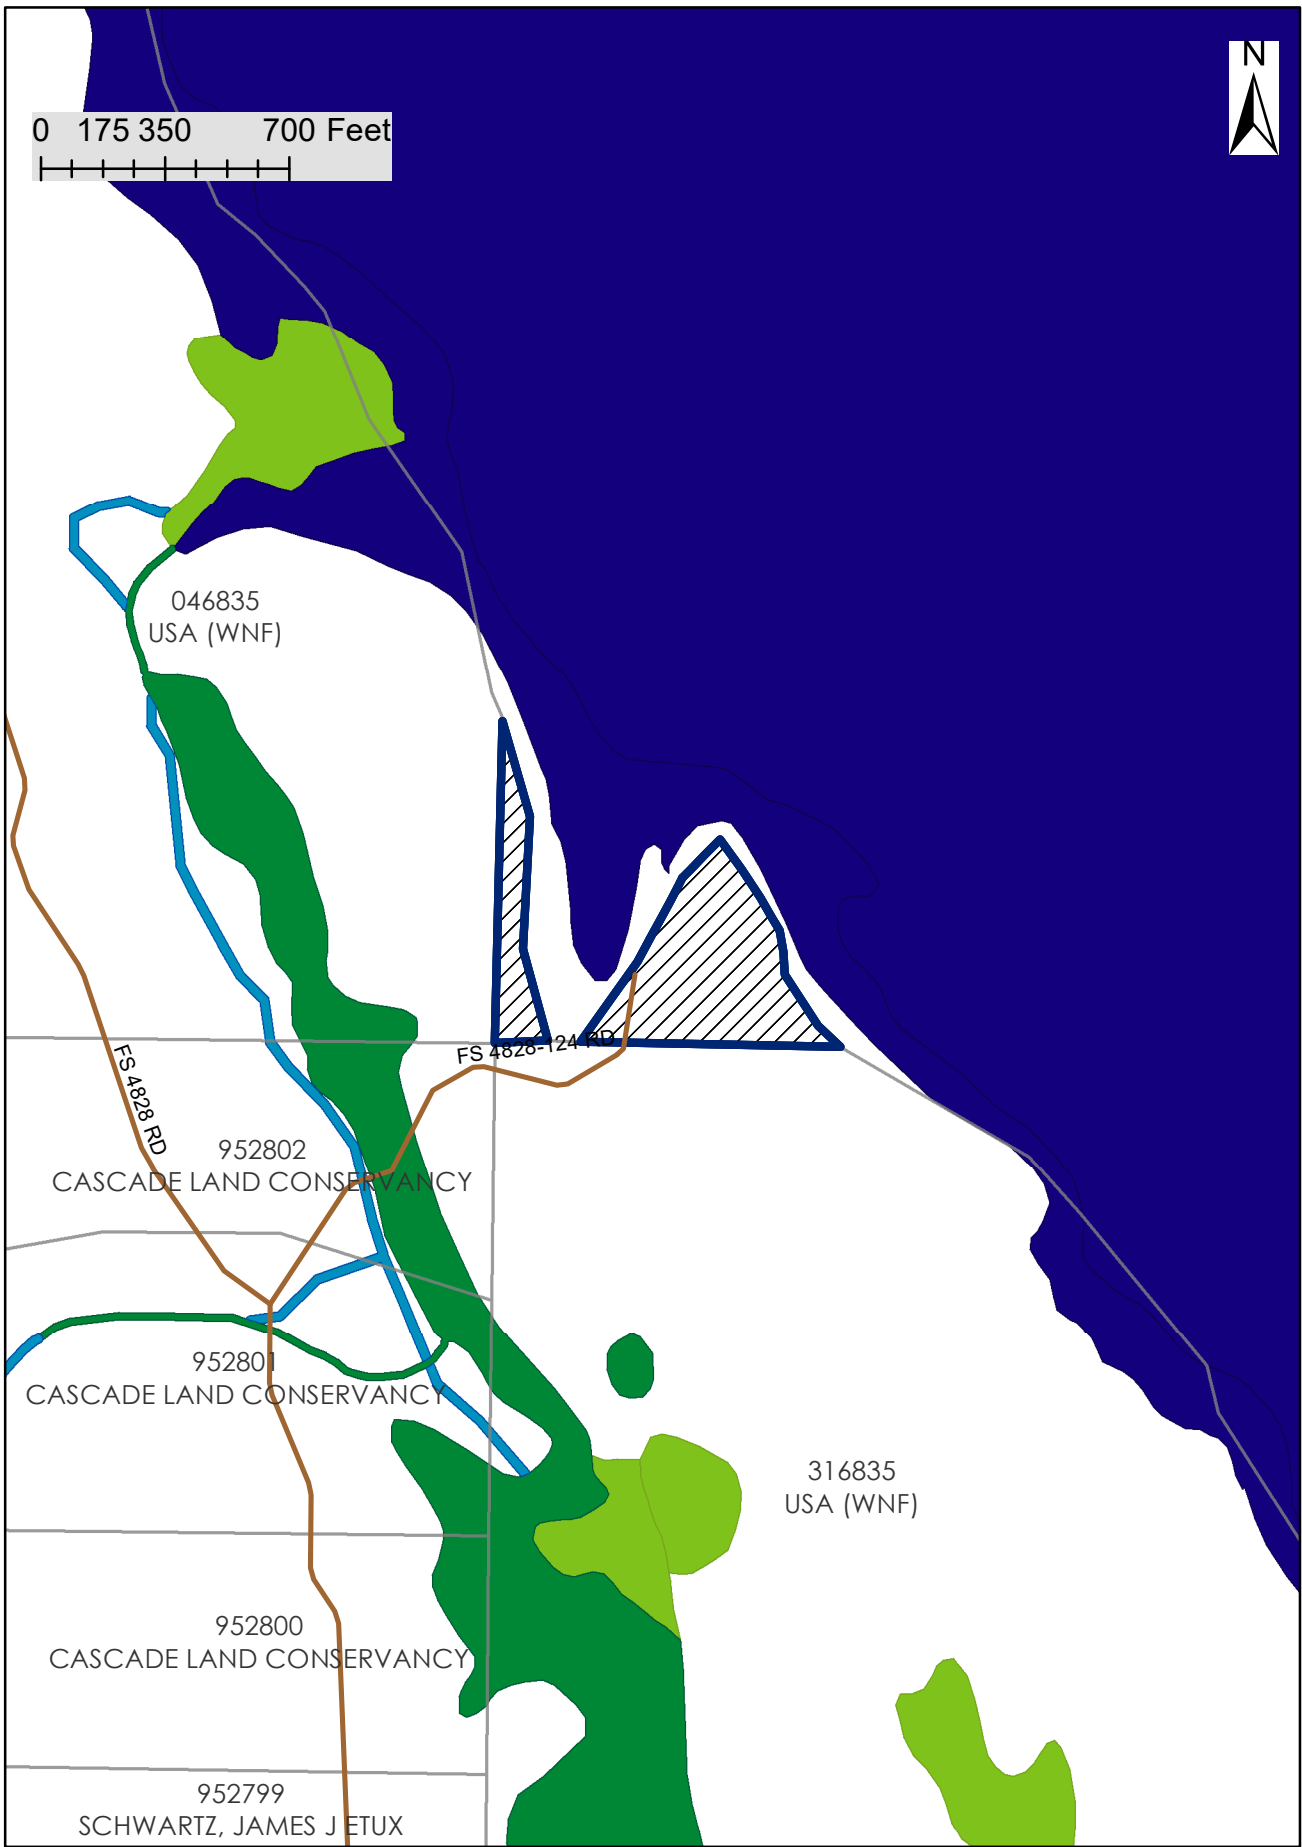 N
0 175 350 700 Feet
046835
USA (WNF)
FS 4828-124 RD
FS 4828 RD
952802
CASCADE LAND CONSERVANCY
952801
CASCADE LAND CONSERVANCY
316835
USA (WNF)
952800
CASCADE LAND CONSERVANCY
952799
SCHWARTZ, JAMES J ETUX